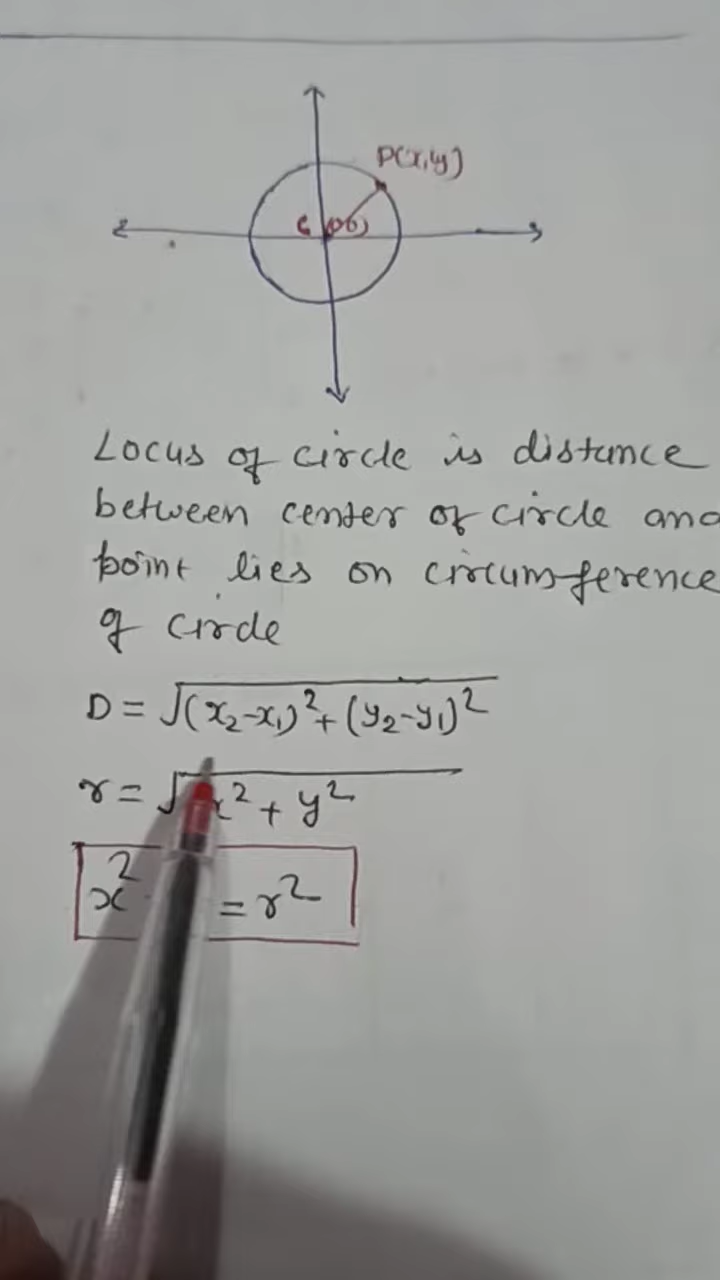 P(x,y)
C (0,0)
Locus of circle is distance
between center of circle and
point lies on circumference
of circle
D = √(x₂-x₁)² + (y₂-y₁)²
r = √x² + y²
x² = r²